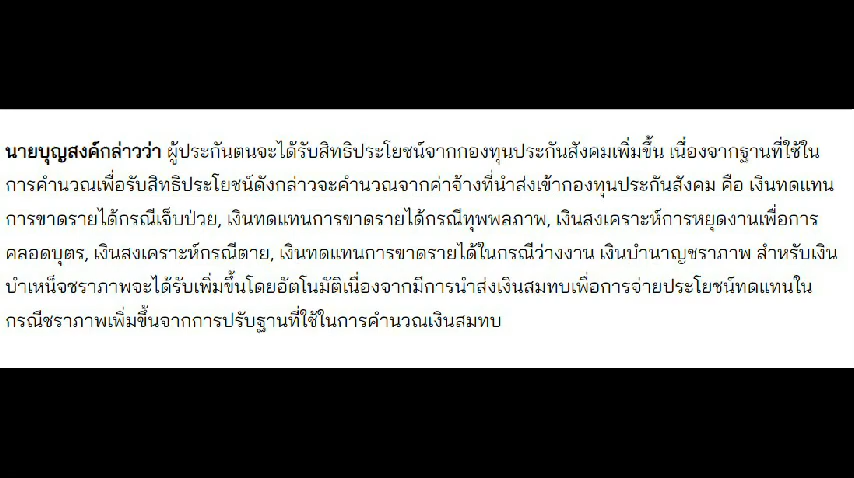 นายบุญสงค์กล่าวว่า ผู้ประกันตนจะได้รับสิทธิประโยชน์จากกองทุนประกันสังคมเพิ่มขึ้น เนื่องจากฐานที่ใช้ใน
การคำนวณเพื่อรับสิทธิประโยชน์ดังกล่าวจะคำนวณจากค่าจ้างที่นำส่งเข้ากองทุนประกันสังคม คือ เงินทดแทน
การขาดรายได้กรณีเจ็บป่วย, เงินทดแทนการขาดรายได้กรณีทุพพลภาพ, เงินสงเคราะห์การหยุดงานเพื่อการ
คลอดบุตร, เงินสงเคราะห์กรณีตาย, เงินทดแทนการขาดรายได้ในกรณีว่างงาน เงินบำนาญชราภาพ สำหรับเงิน
บำเหน็จชราภาพจะได้รับเพิ่มขึ้นโดยอัตโนมัติเนื่องจากมีการนำส่งเงินสมทบเพื่อการจ่ายประโยชน์ทดแทนใน
กรณีชราภาพเพิ่มขึ้นจากการปรับฐานที่ใช้ในการคำนวณเงินสมทบ